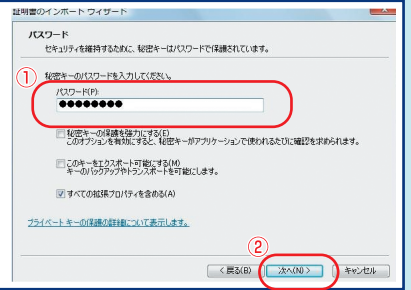 証明書のインポート ウィザード
パスワード
セキュリティを維持するために、秘密キーはパスワードで保護されています。
①
秘密キーのパスワードを入力してください。
パスワード(P):
●●●●●●●●
秘密キーの保護を強力にする(E)
このオプションを有効にすると、秘密キーがアプリケーションで使われるたびに確認を求められます。
このキーをエクスポート可能にする(M)
キーのバックアップやトランスポートを可能にします。
すべての拡張プロパティを含める(A)
プライベート キーの保護の詳細について表示します。
②
< 戻る(B) 次へ(N) > キャンセル